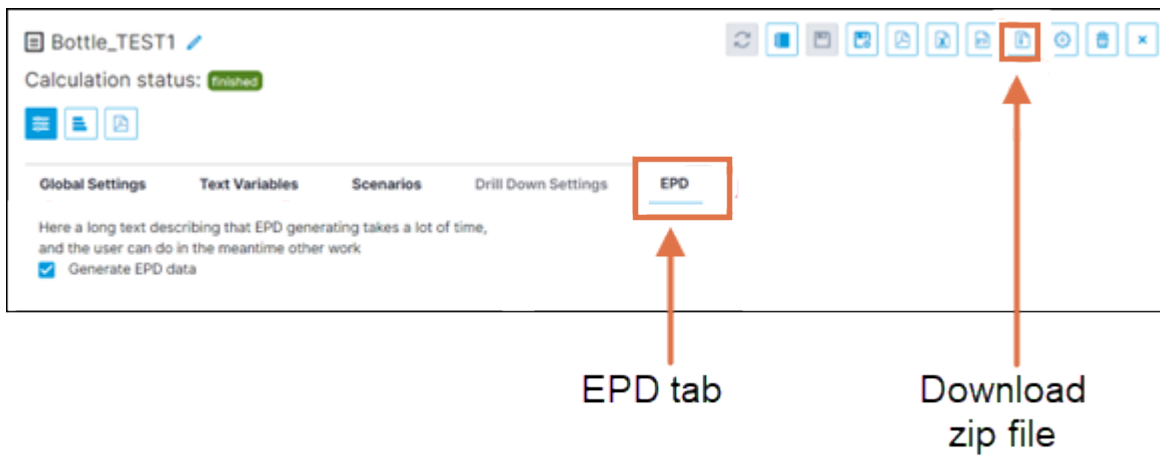 Bottle_TEST1
Calculation status: finished
Global Settings Text Variables Scenarios Drill Down Settings EPD
Here a long text describing that EPD generating takes a lot of time,
and the user can do in the meantime other work
Generate EPD data
EPD tab
Download
zip file